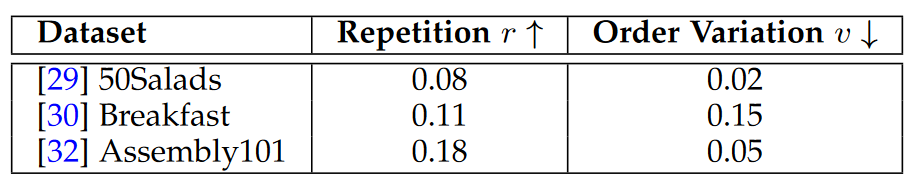 Dataset Repetition r ↑ Order Variation v ↓
[29] 50Salads 0.08 0.02
[30] Breakfast 0.11 0.15
[32] Assembly101 0.18 0.05